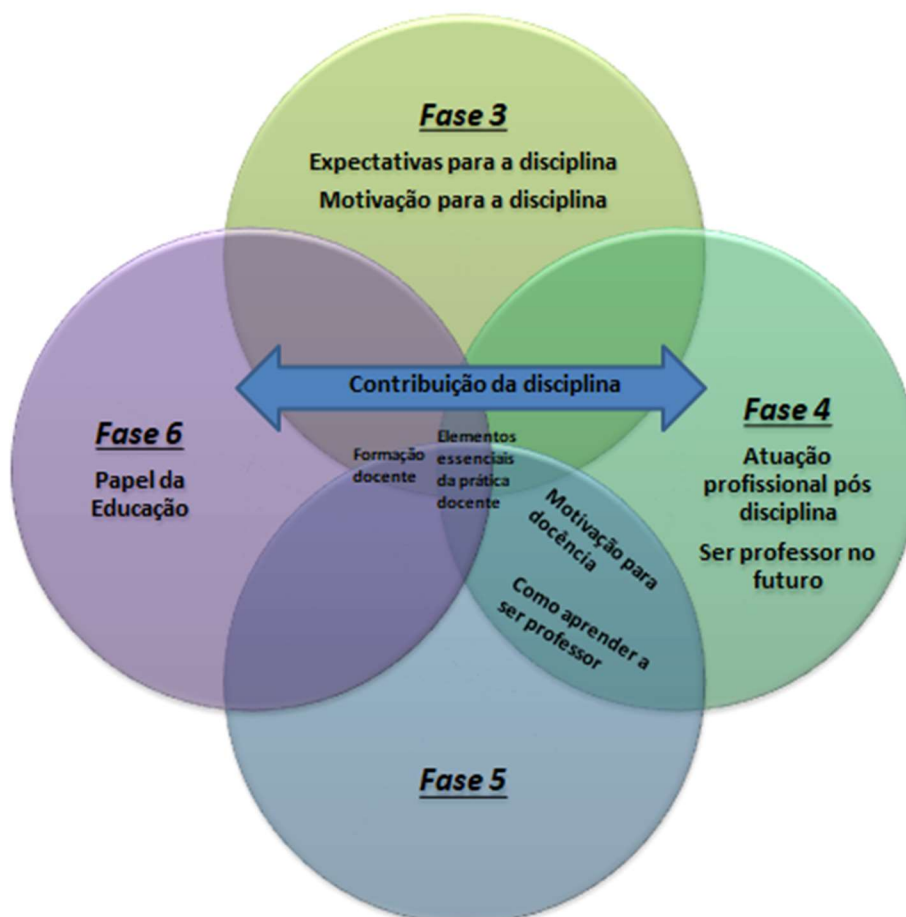 Fase 3
Expectativas para a disciplina
Motivação para a disciplina
Contribuição da disciplina
Fase 6
Papel da
Educação
Formação
docente
Elementos
essenciais
da prática
docente
Motivação para
docência
Como aprender a
ser professor
Fase 4
Atuação
profissional pós
disciplina
Ser professor no
futuro
Fase 5